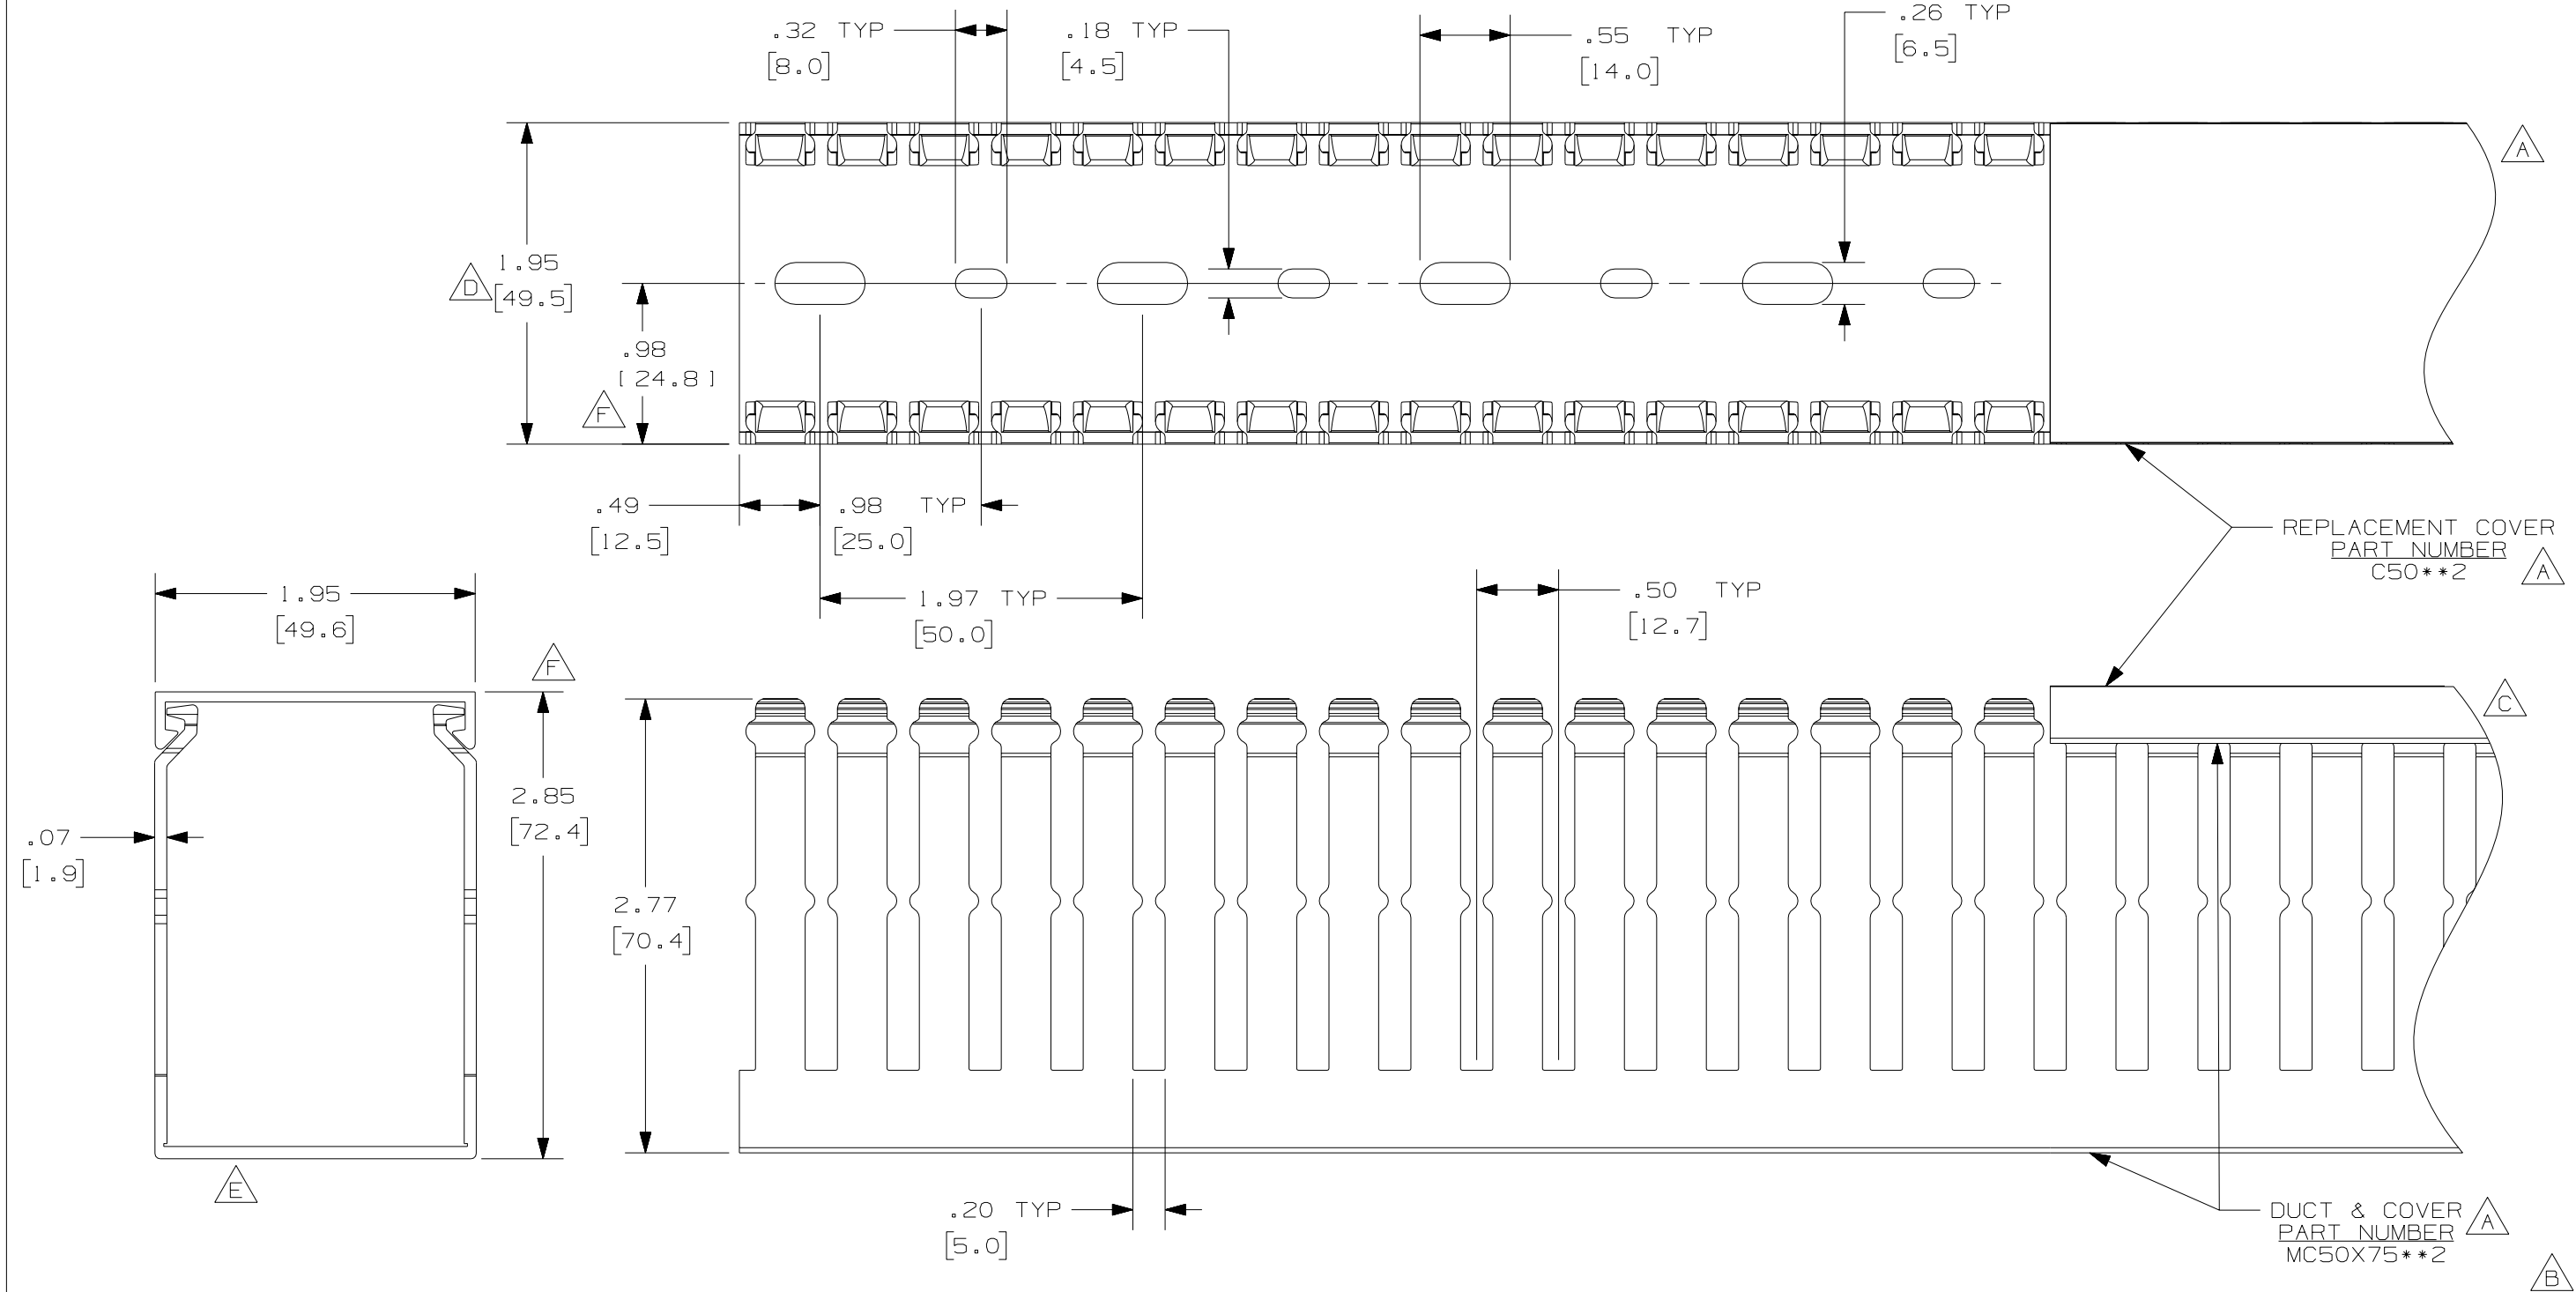 .32 TYP
[8.0]
.18 TYP
[4.5]
.55 TYP
[14.0]
.26 TYP
[6.5]
A
D
1.95
[49.5]
.98
[24.8]
F
.49
[12.5]
.98 TYP
[25.0]
1.97 TYP
[50.0]
.50 TYP
[12.7]
REPLACEMENT COVER
PART NUMBER
C50**2
A
1.95
[49.6]
F
C
2.85
[72.4]
.07
[1.9]
2.77
[70.4]
E
.20 TYP
[5.0]
DUCT & COVER
PART NUMBER
MC50X75**2
A
B